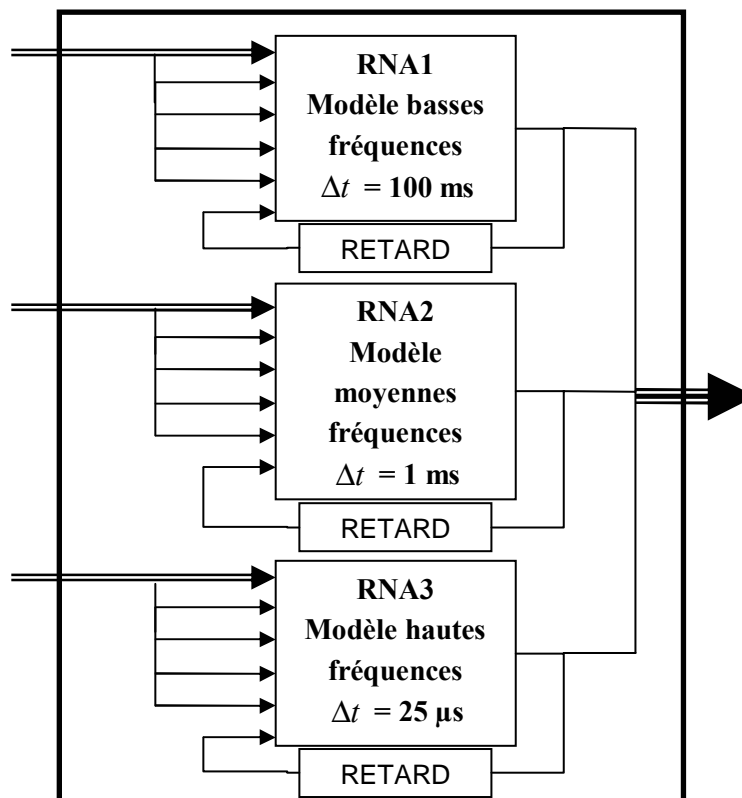 RNA1
Modèle basses
fréquences
Δt = 100 ms
RETARD
RNA2
Modèle
moyennes
fréquences
Δt = 1 ms
RETARD
RNA3
Modèle hautes
fréquences
Δt = 25 µs
RETARD